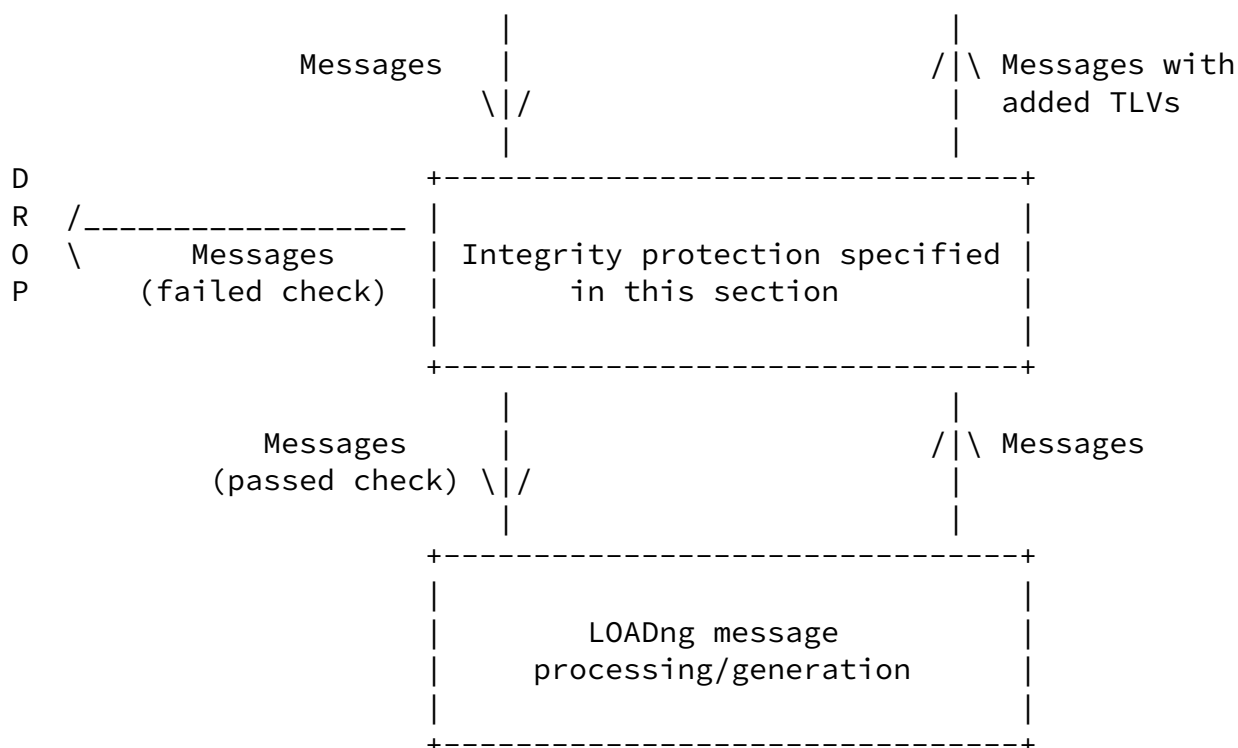 Messages
Messages with
added TLVs
D
R
O
P
Messages
(failed check)
Integrity protection specified
in this section
Messages
(passed check)
Messages
LOADng message
processing/generation